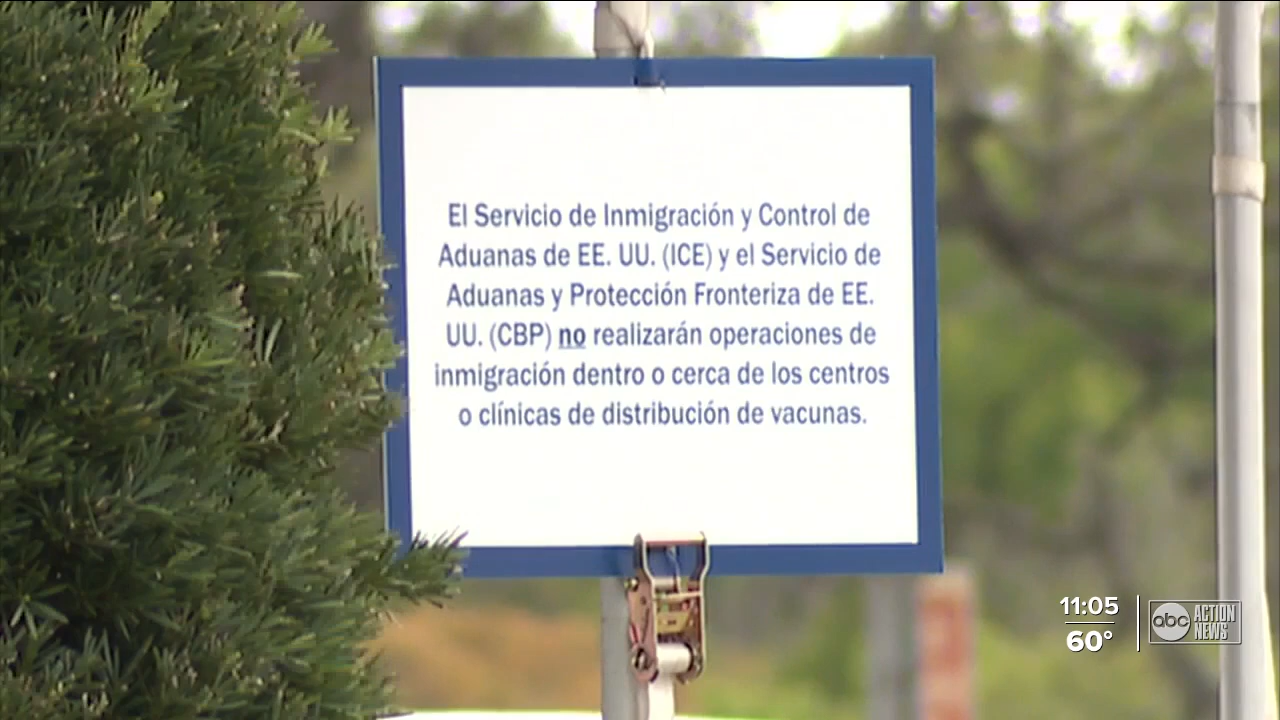 El Servicio de Inmigración y Control de
Aduanas de EE. UU. (ICE) y el Servicio de
Aduanas y Protección Fronteriza de EE.
UU. (CBP) no realizarán operaciones de
inmigración dentro o cerca de los centros
o clínicas de distribución de vacunas.
11:05
60°
abc ACTION
NEWS